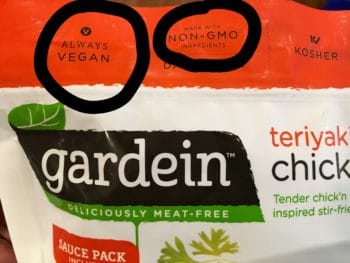 ALWAYS
VEGAN
MADE WITH
NON-GMO
INGREDIENTS
KOSHER
gardein™
DELICIOUSLY MEAT-FREE
teriyak
chick
Tender chick'n
inspired stir-fr
SAUCE PACK